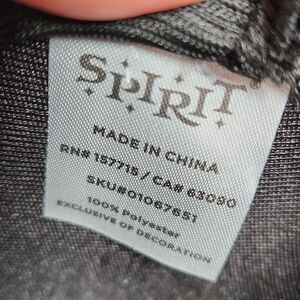 SPIRIT
MADE IN CHINA
RN# 157715 / CA# 63090
SKU#01067651
100% Polyester
EXCLUSIVE OF DECORATION